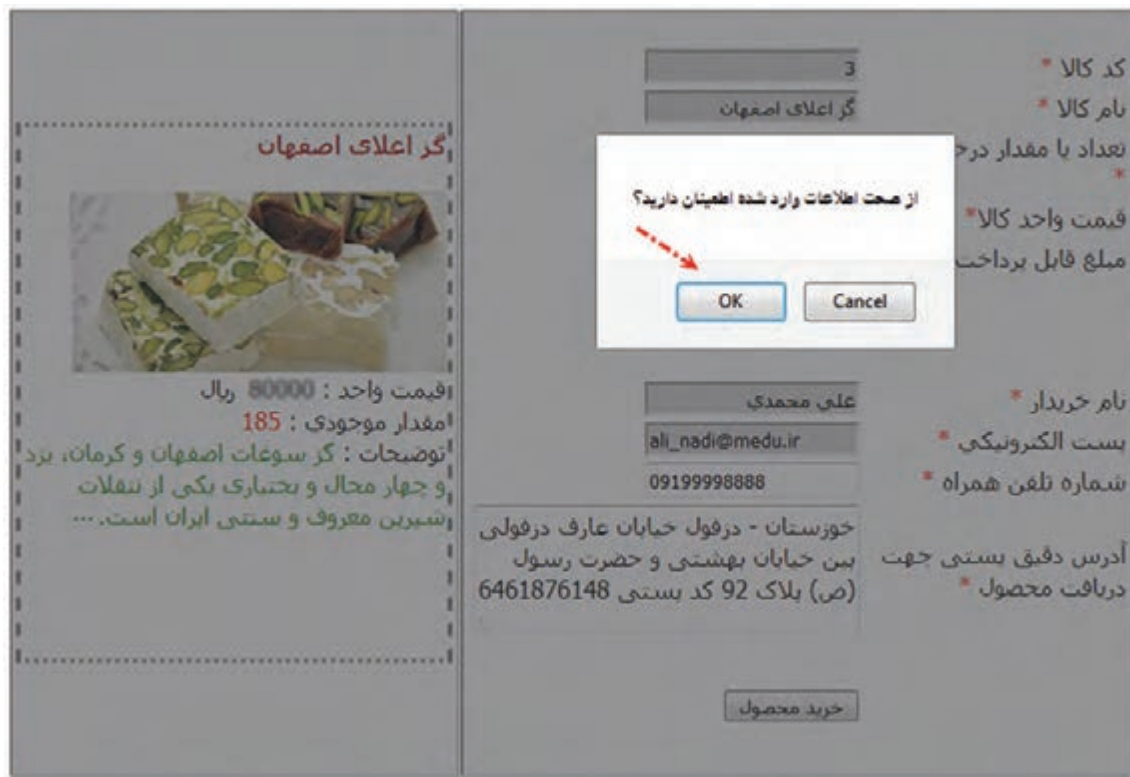 کد کالا *
3
نام کالا *
گز اعلای اصفهان
تعداد یا مقدار درخ
*
قیمت واحد کالا*
مبلغ قابل پرداخت
از صحت اطلاعات وارد شده اطمینان دارید؟
OK
Cancel
نام خریدار *
علی محمدی
پست الکترونیکی *
ali_nadi@medu.ir
شماره تلفن همراه *
09199998888
آدرس دقیق پستی جهت
دریافت محصول *
خوزستان - دزفول خیابان عارف دزفولی
بین خیابان بهشتی و حضرت رسول
(ص) پلاک 92 کد پستی 6461876148
خرید محصول
گز اعلای اصفهان
قیمت واحد : 80000 ریال
مقدار موجودی : 185
توضیحات : گز سوغات اصفهان و کرمان، یزد
و چهار محال و بختیاری یکی از تنقلات
شیرین معروف و سنتی ایران است. ...